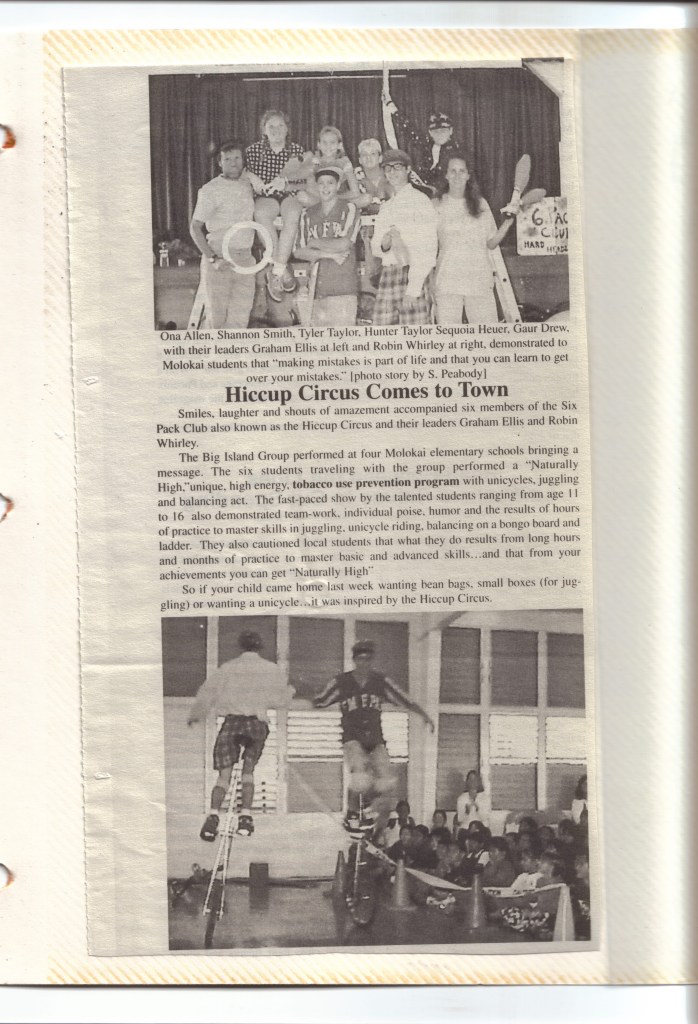 6 PAC
CLU
HARD HEADS
Ona Allen, Shannon Smith, Tyler Taylor, Hunter Taylor Sequoia Heuer, Gaur Drew,
with their leaders Graham Ellis at left and Robin Whirley at right, demonstrated to
Molokai students that “making mistakes is part of life and that you can learn to get
over your mistakes.” [photo story by S. Peabody]
Hiccup Circus Comes to Town
Smiles, laughter and shouts of amazement accompanied six members of the Six
Pack Club also known as the Hiccup Circus and their leaders Graham Ellis and Robin
Whirley.
The Big Island Group performed at four Molokai elementary schools bringing a
message. The six students traveling with the group performed a “Naturally
High,”unique, high energy, tobacco use prevention program with unicycles, juggling
and balancing act. The fast-paced show by the talented students ranging from age 11
to 16 also demonstrated team-work, individual poise, humor and the results of hours
of practice to master skills in juggling, unicycle riding, balancing on a bongo board and
ladder. They also cautioned local students that what they do results from long hours
and months of practice to master basic and advanced skills...and that from your
achievements you can get “Naturally High”
So if your child came home last week wanting bean bags, small boxes (for jug-
gling) or wanting a unicycle...it was inspired by the Hiccup Circus.